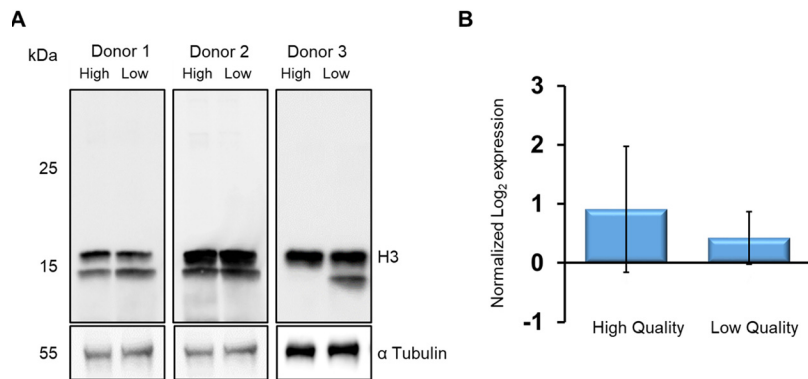 A
kDa
Donor 1 Donor 2 Donor 3
High Low High Low High Low
25
15
H3
55
α Tubulin
B
Normalized Log2 expression
3
2
1
0
-1
High Quality Low Quality